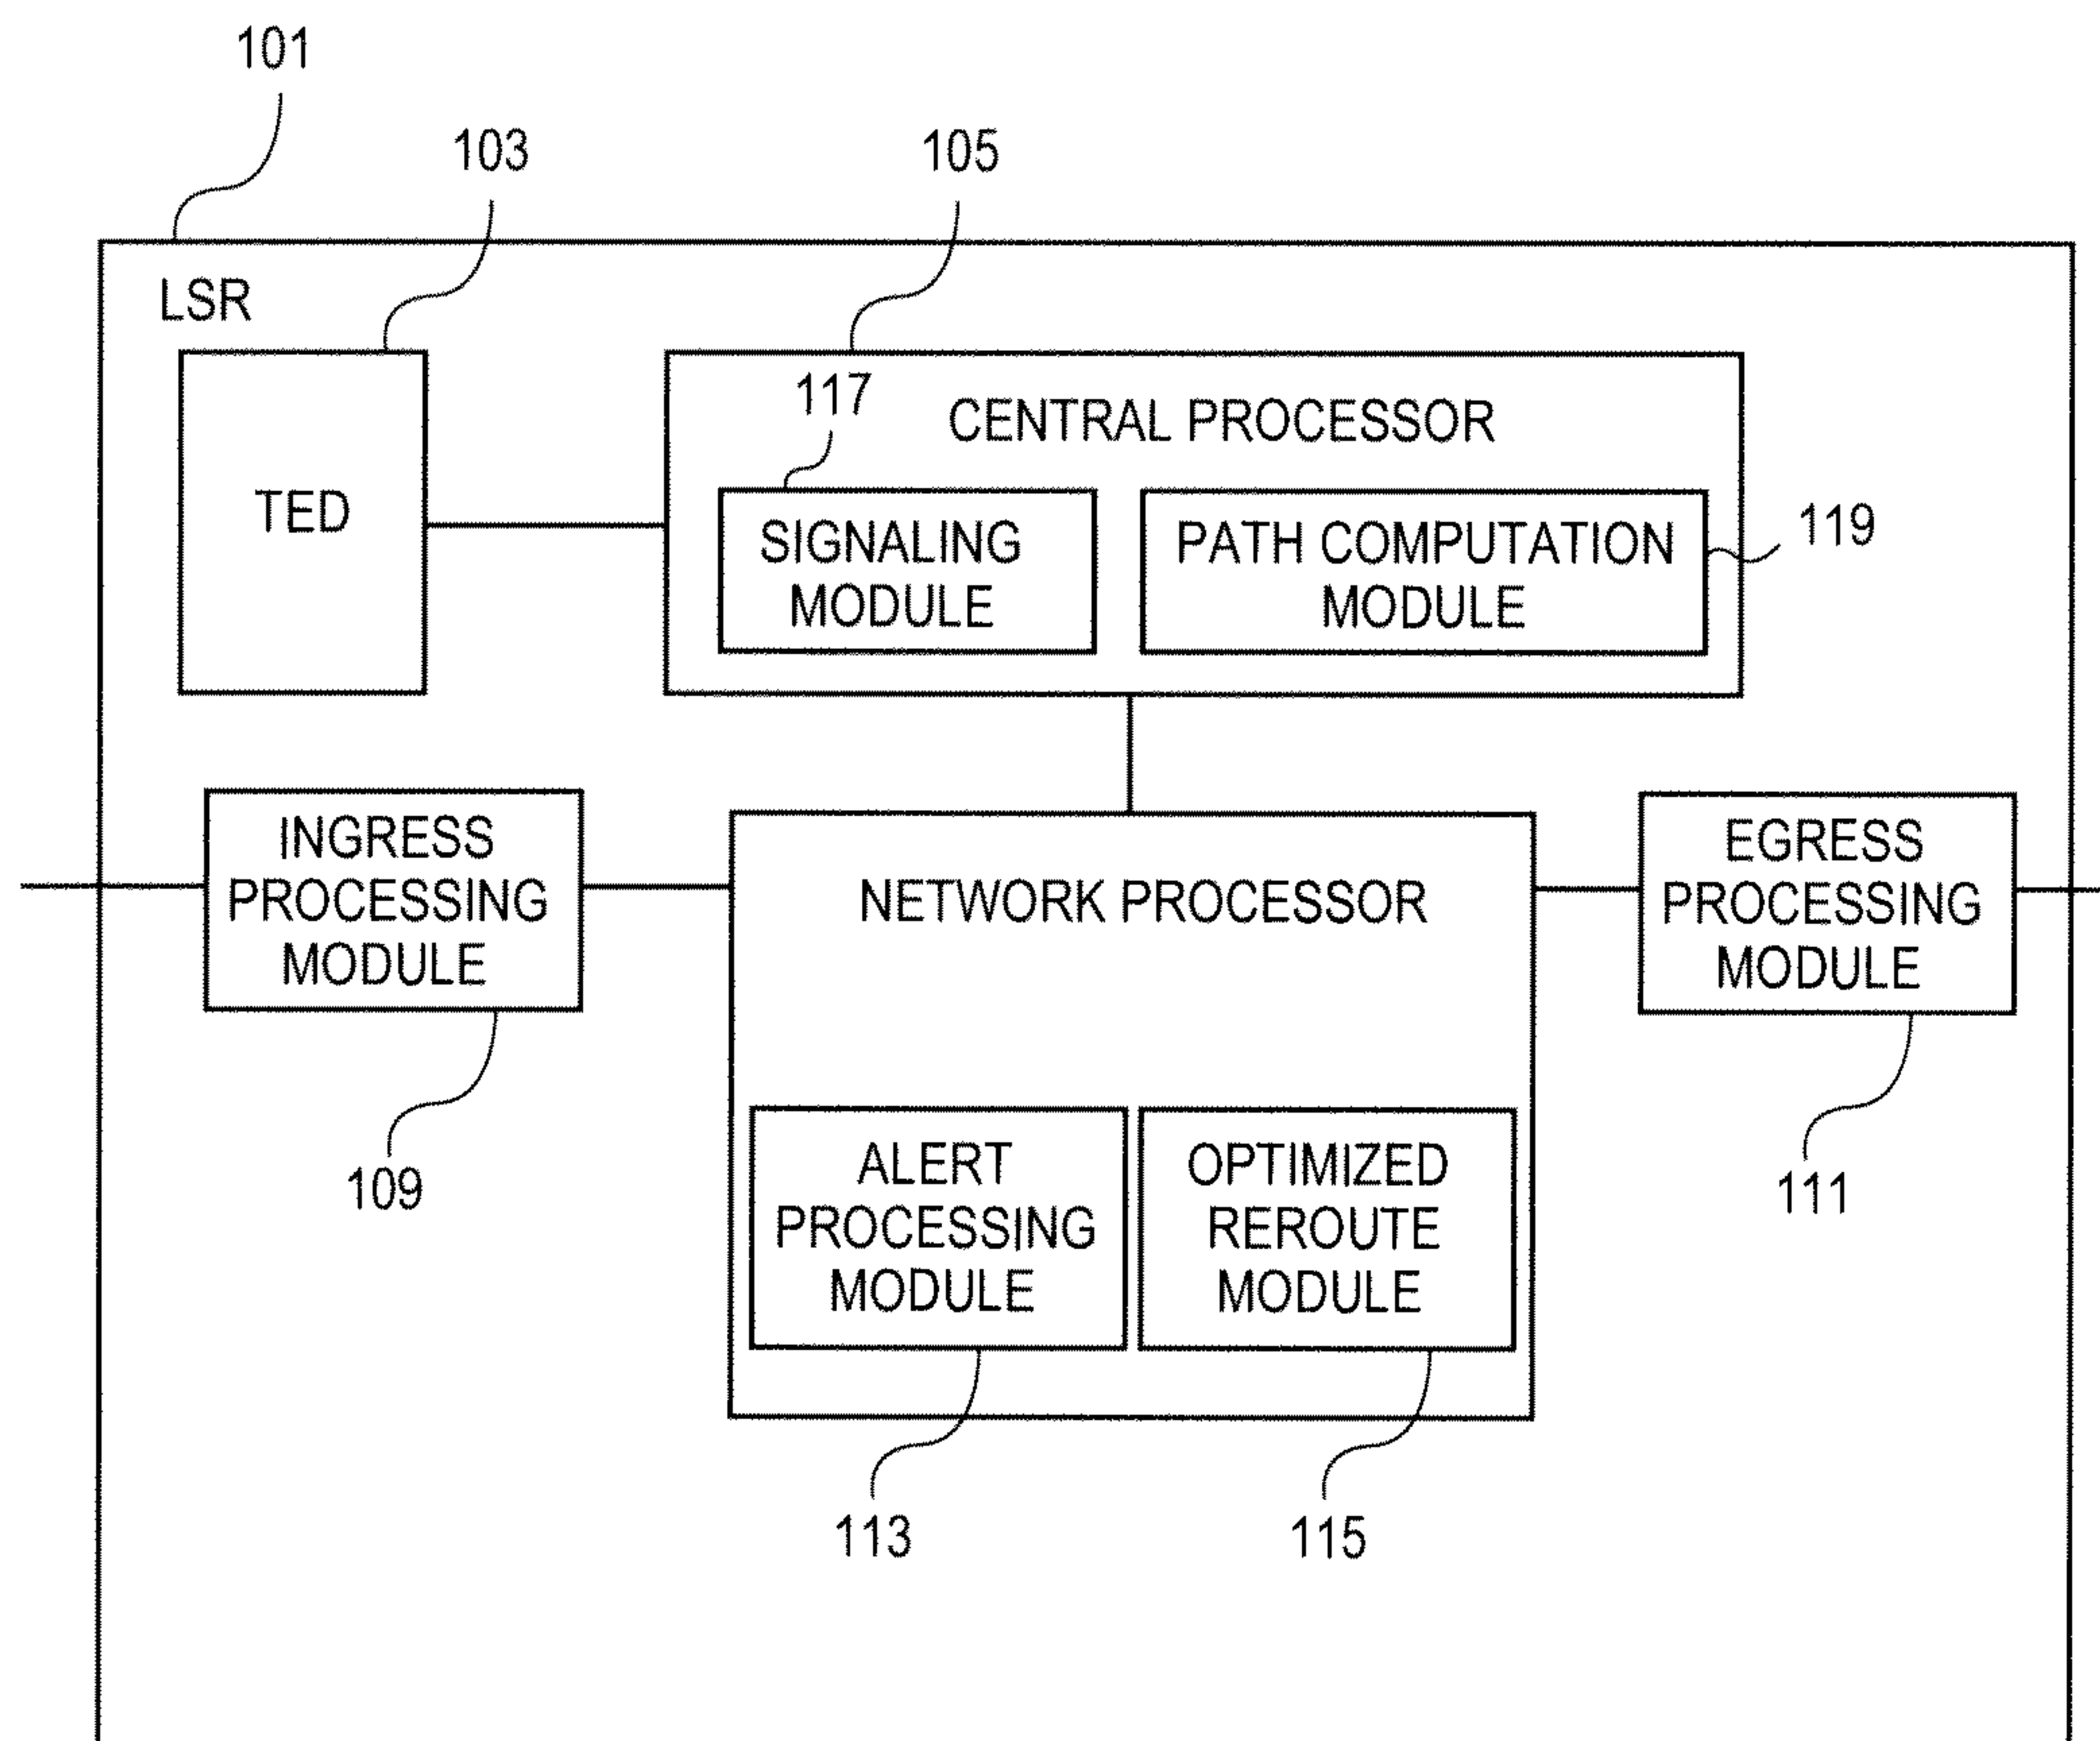 101
103
105
LSR
117
CENTRAL PROCESSOR
TED
SIGNALING
MODULE
PATH COMPUTATION
MODULE
119
INGRESS
PROCESSING
MODULE
NETWORK PROCESSOR
EGRESS
PROCESSING
MODULE
109
ALERT
PROCESSING
MODULE
OPTIMIZED
REROUTE
MODULE
111
113
115